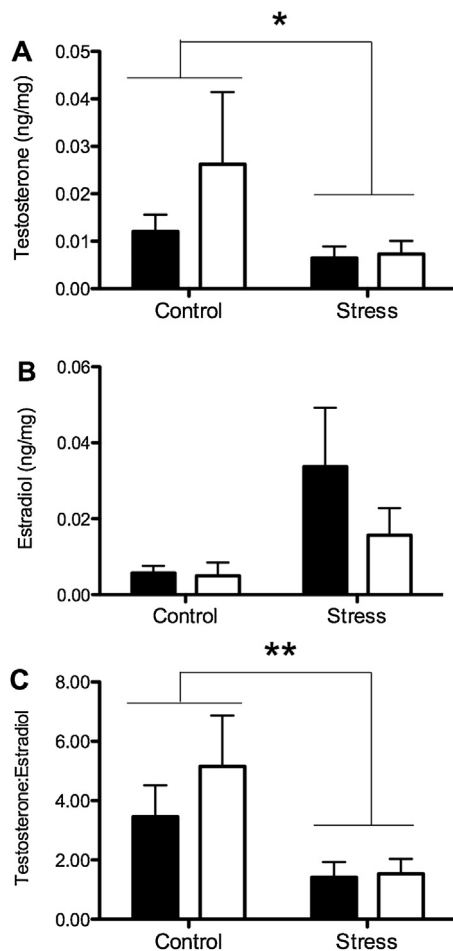 A
*
Testosterone (ng/mg)
0.05
0.04
0.03
0.02
0.01
0.00
Control Stress
B
Estradiol (ng/mg)
0.06
0.04
0.02
0.00
Control Stress
**
C
Testosterone:Estradiol
8.00
6.00
4.00
2.00
0.00
Control Stress